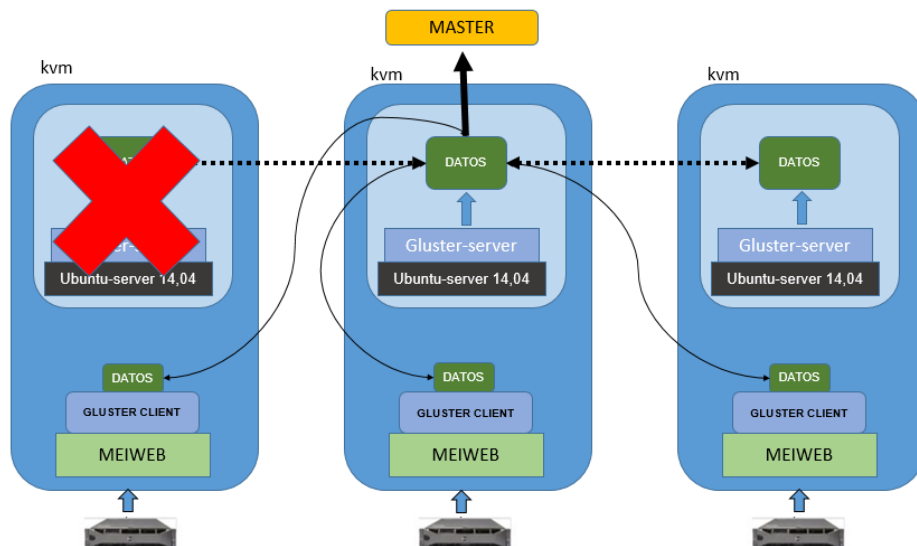 MASTER
kvm
kvm
kvm
DATOS
DATOS
Gluster-server
Gluster-server
Ubuntu-server 14,04
Ubuntu-server 14,04
Ubuntu-server 14,04
DATOS
DATOS
DATOS
GLUSTER CLIENT
GLUSTER CLIENT
GLUSTER CLIENT
MEIWEB
MEIWEB
MEIWEB